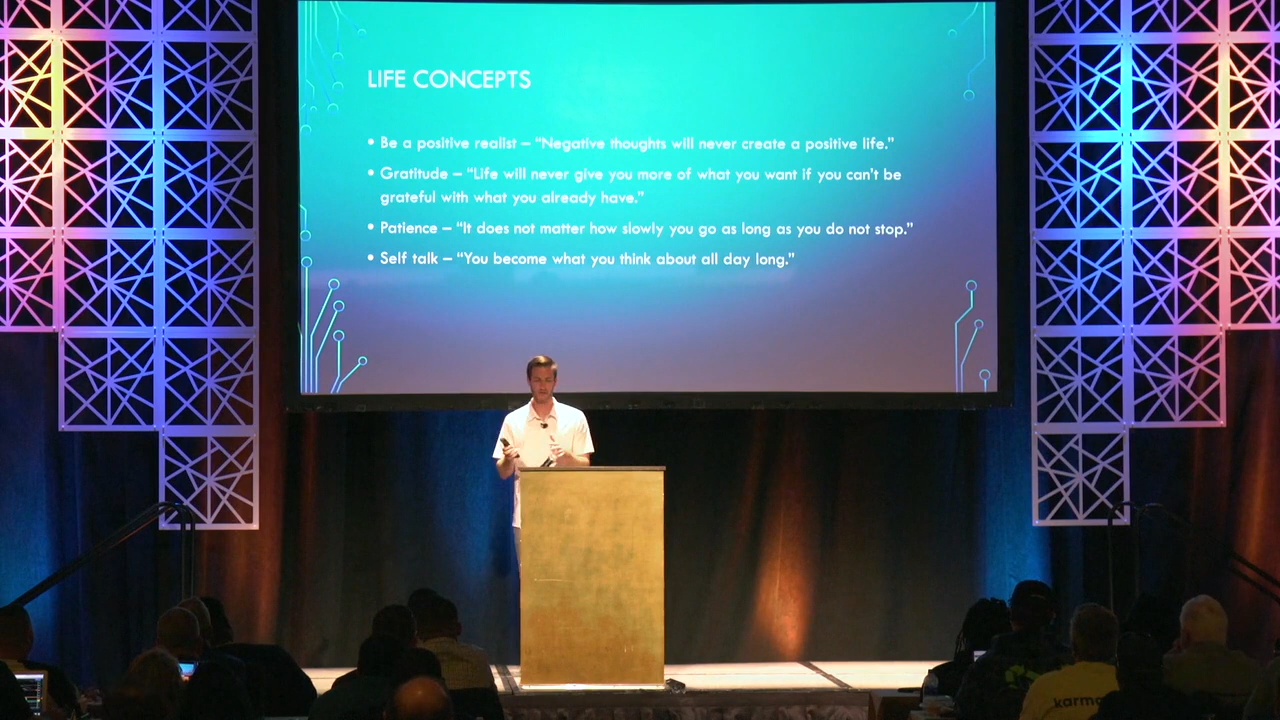 LIFE CONCEPTS
• Be a positive realist – “Negative thoughts will never create a positive life.”
• Gratitude – “Life will never give you more of what you want if you can't be
grateful with what you already have.”
• Patience – “It does not matter how slowly you go as long as you do not stop.”
• Self talk – “You become what you think about all day long.”
karma